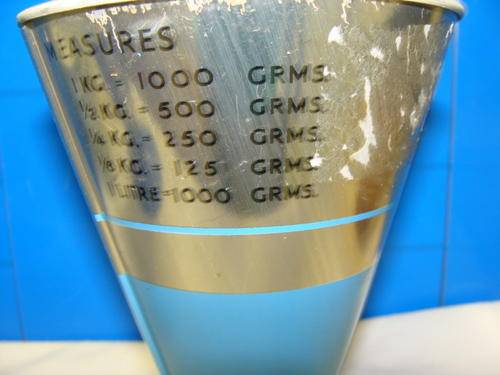 MEASURES
1 KG. = 1000 GRMS.
½ KG. = 500 GRMS.
¼ KG. = 250 GRMS.
⅛ KG. = 125 GRMS.
1 LITRE=1000 GRMS.